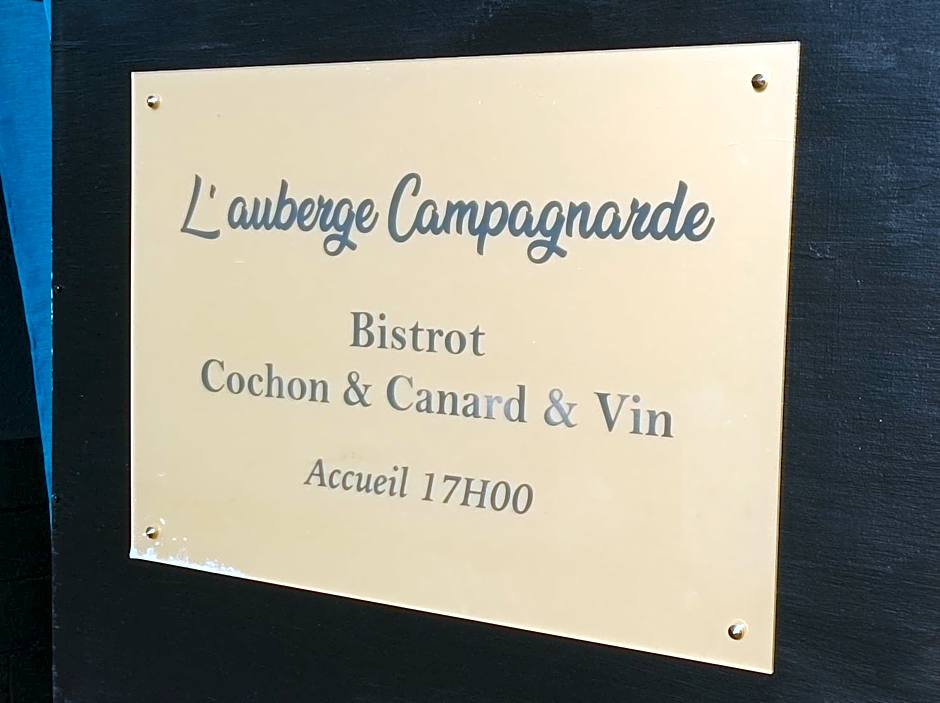 L'auberge Campagnarde
Bistrot
Cochon & Canard & Vin
Accueil 17H00